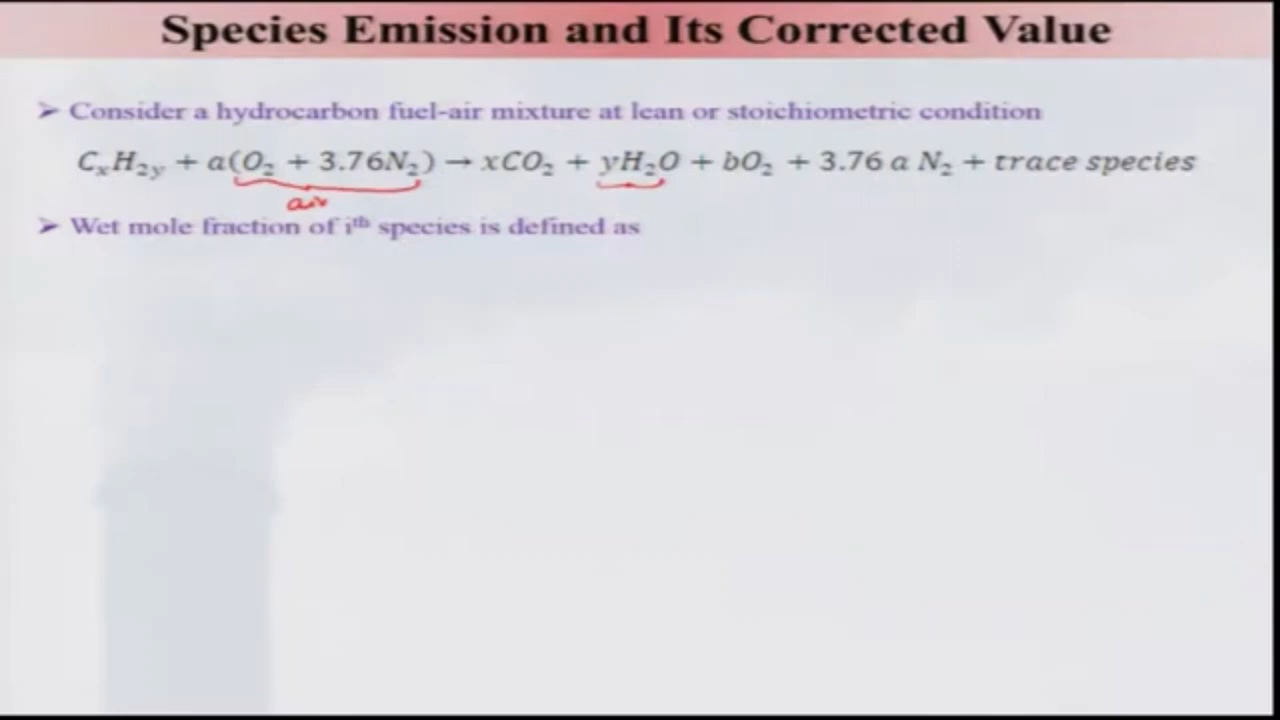 Species Emission and Its Corrected Value
➢ Consider a hydrocarbon fuel-air mixture at lean or stoichiometric condition
CₓH₂ᵧ + a(O₂ + 3.76N₂) → xCO₂ + yH₂O + bO₂ + 3.76 a N₂ + trace species
air
➢ Wet mole fraction of iᵗʰ species is defined as